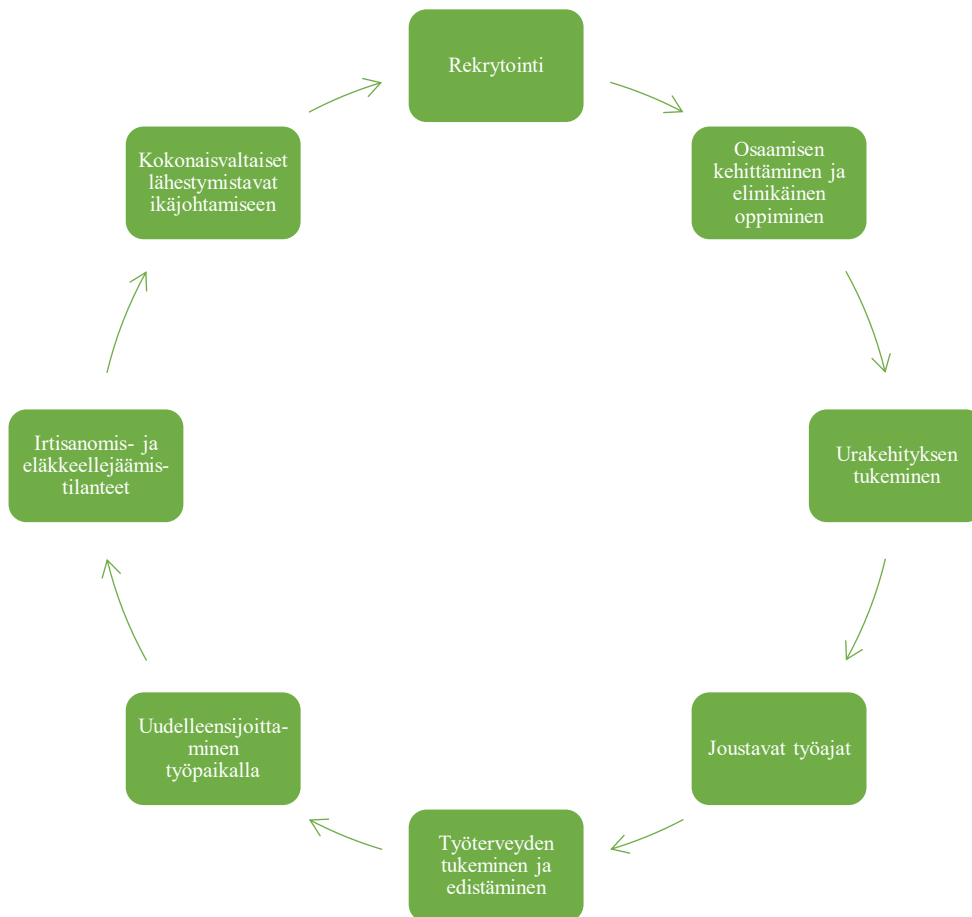 Rekrytointi
Osaamisen
kehittäminen ja
elinikäinen
oppiminen
Urakehityksen
tukeminen
Joustavat työajat
Työterveyden
tukeminen ja
edistäminen
Uudelleensijoitta-
minen
työpaikalla
Irtisanomis- ja
eläkkeellejäämis-
tilanteet
Kokonaisvaltaiset
lähestymistavat
ikäjohtamiseen